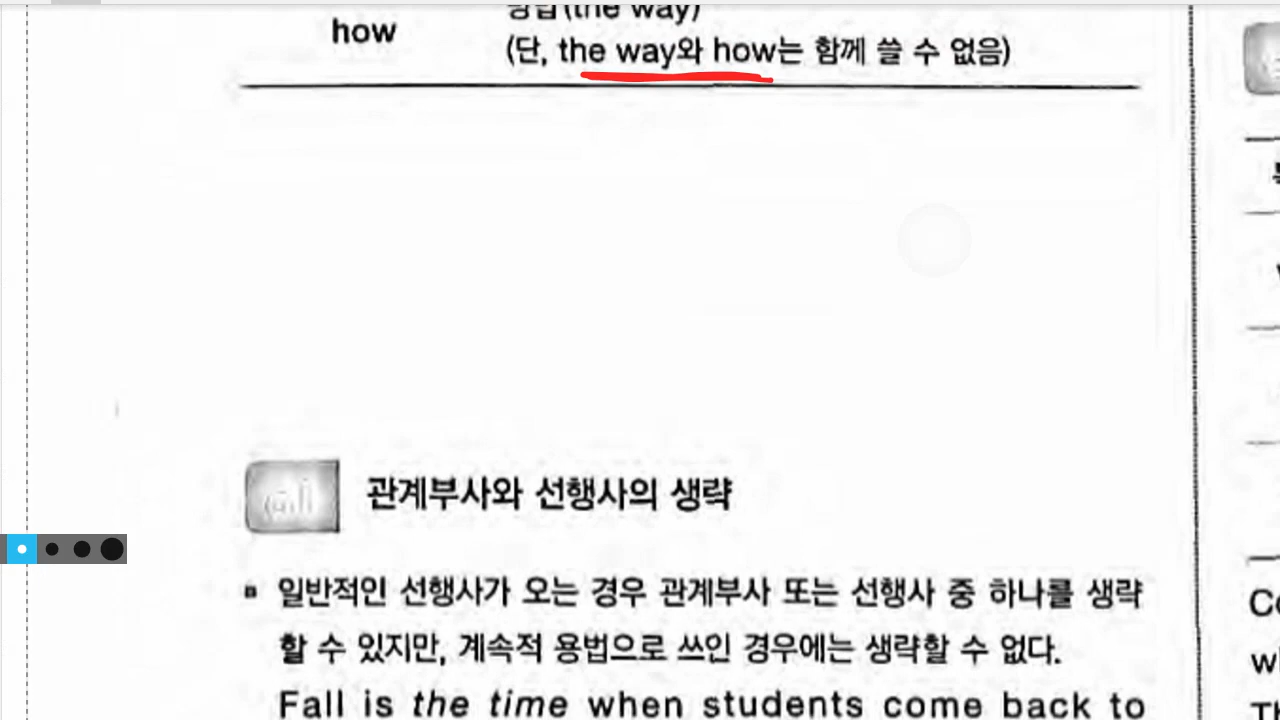 how
방법(the way)
(단, the way와 how는 함께 쓸 수 없음)
관계부사와 선행사의 생략
일반적인 선행사가 오는 경우 관계부사 또는 선행사 중 하나를 생략
할 수 있지만, 계속적 용법으로 쓰인 경우에는 생략할 수 없다.
Fall is the time when students come back to